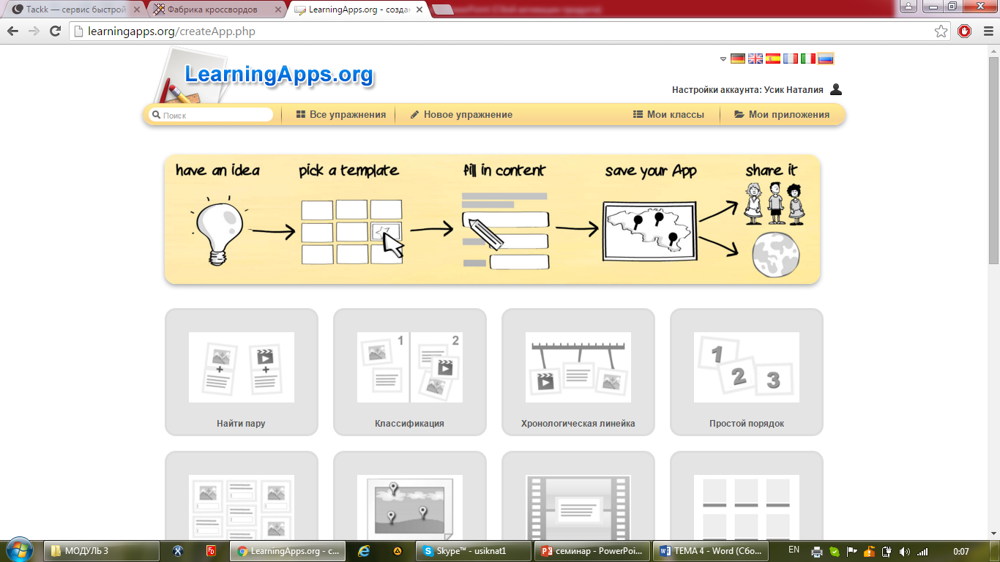 Tackk — сервис быстрой
Фабрика кроссвордов
LearningApps.org - созда
learningapps.org/createApp.php
LearningApps.org
Настройки аккаунта: Усик Наталия
Поиск
Все упражнения
Новое упражнение
Мои классы
Мои приложения
have an idea
pick a template
fill in content
save your App
share it
1
2
1
2
3
Найти пару
Классификация
Хронологическая линейка
Простой порядок
МОДУЛЬ 3
LearningApps.org - с...
Skype™ - usiknat1
семинар - PowerPoi...
ТЕМА 4 - Word (Сбо...
EN
0:07